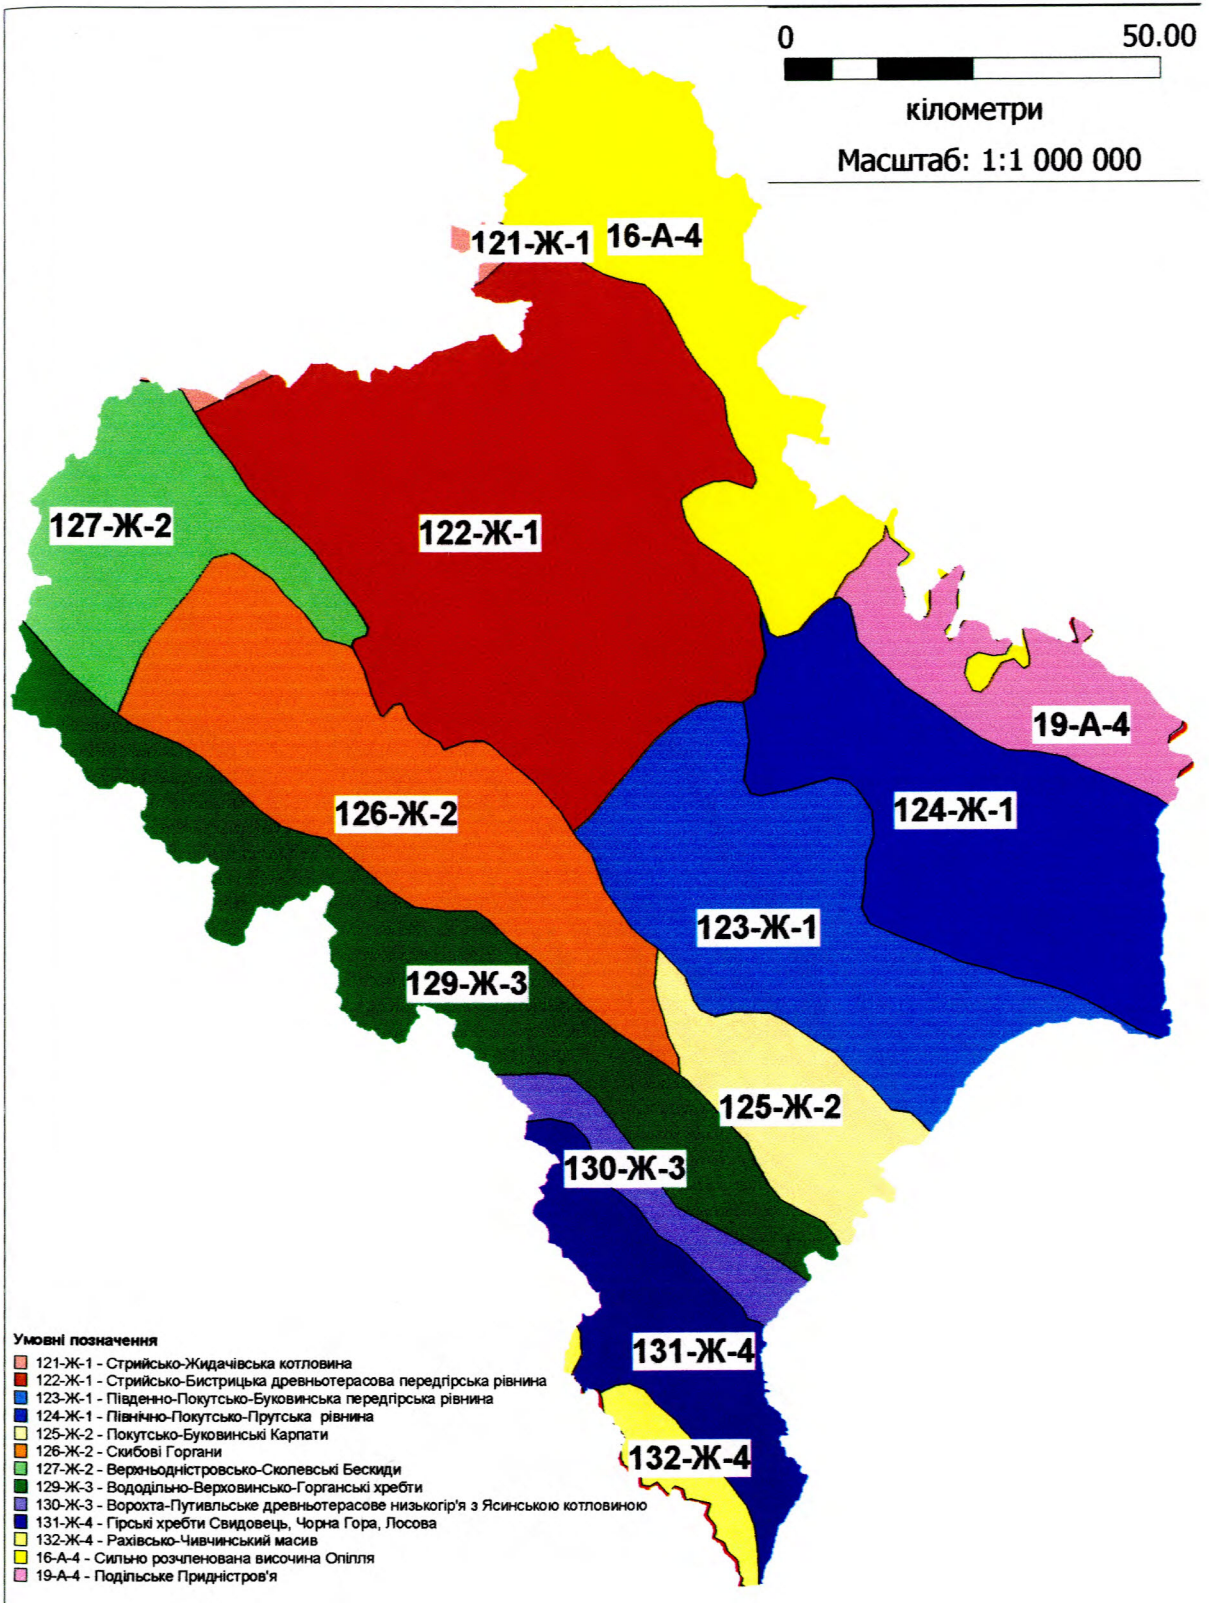 0 50.00
кілометри
Масштаб: 1:1 000 000
121-Ж-1
16-А-4
127-Ж-2
122-Ж-1
19-А-4
126-Ж-2
124-Ж-1
123-Ж-1
129-Ж-3
125-Ж-2
130-Ж-3
131-Ж-4
132-Ж-4
Умовні позначення
121-Ж-1 - Стрийсько-Жидачівська котловина
122-Ж-1 - Стрийсько-Бистрицька древньотерасова передгірська рівнина
123-Ж-1 - Південно-Покутсько-Буковинська передгірська рівнина
124-Ж-1 - Північно-Покутсько-Прутська рівнина
125-Ж-2 - Покутсько-Буковинські Карпати
126-Ж-2 - Скибові Горгани
127-Ж-2 - Верхньодністровсько-Сколевські Бескиди
129-Ж-3 - Вододільно-Верховинсько-Горганські хребти
130-Ж-3 - Ворохта-Путивльське древньотерасове низькогір'я з Ясинською котловиною
131-Ж-4 - Гірські хребти Свидовець, Чорна Гора, Лосова
132-Ж-4 - Рахівсько-Чивчинський масив
16-А-4 - Сильно розчленована височина Опілля
19-А-4 - Подільське Придністров'я